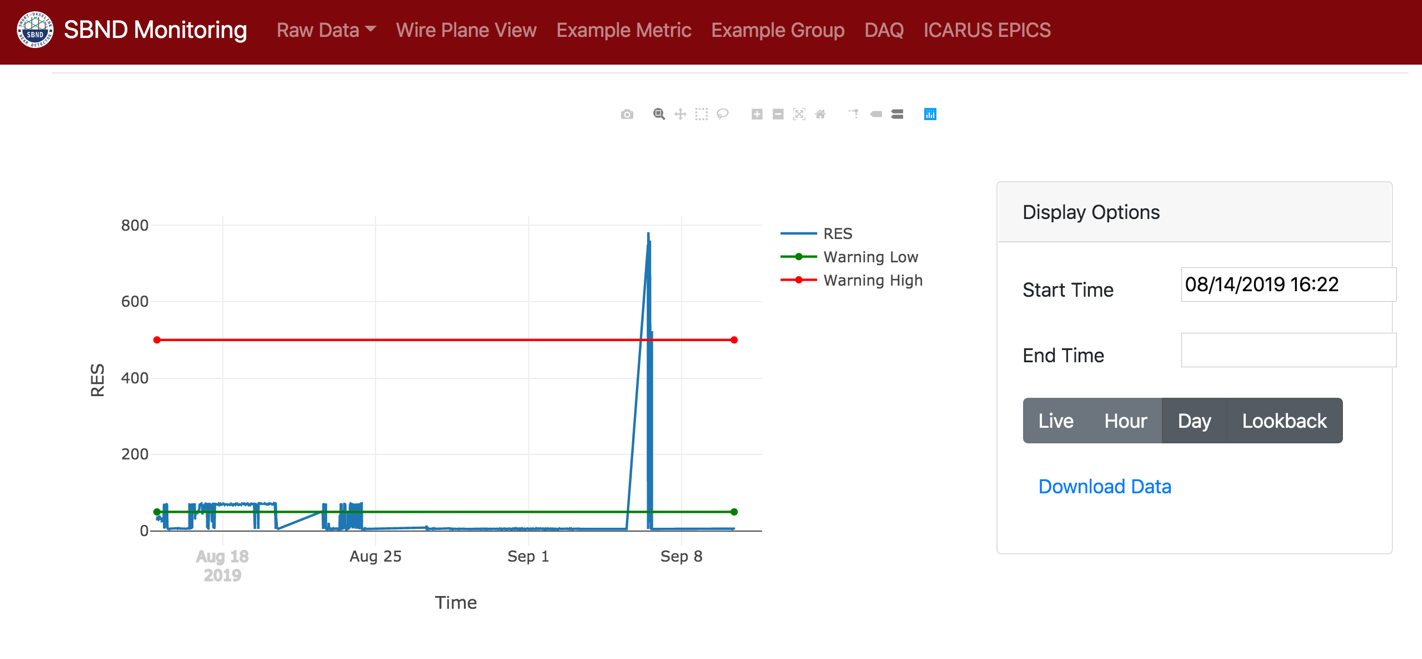 SBND
SBND Monitoring
Raw Data
Wire Plane View
Example Metric
Example Group
DAQ
ICARUS EPICS
800
600
400
200
0
RES
Aug 18
2019
Aug 25
Sep 1
Sep 8
Time
RES
Warning Low
Warning High
Display Options
Start Time
08/14/2019 16:22
End Time
Live
Hour
Day
Lookback
Download Data